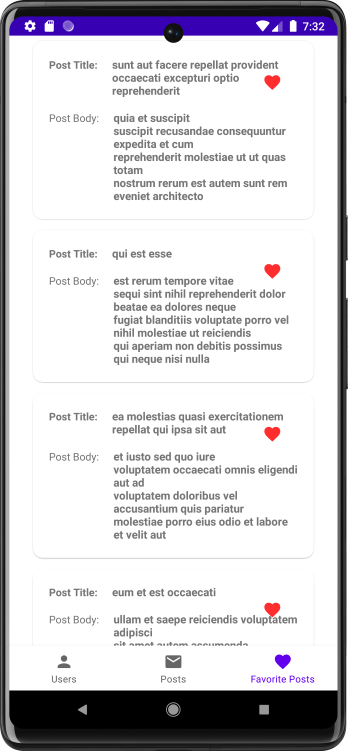 7:32
Post Title: sunt aut facere repellat provident
occaecati excepturi optio
reprehenderit
Post Body: quia et suscipit
suscipit recusandae consequuntur
expedita et cum
reprehenderit molestiae ut ut quas
totam
nostrum rerum est autem sunt rem
eveniet architecto
Post Title: qui est esse
Post Body: est rerum tempore vitae
sequi sint nihil reprehenderit dolor
beatae ea dolores neque
fugiat blanditiis voluptate porro vel
nihil molestiae ut reiciendis
qui aperiam non debitis possimus
qui neque nisi nulla
Post Title: ea molestias quasi exercitationem
repellat qui ipsa sit aut
Post Body: et iusto sed quo iure
voluptatem occaecati omnis eligendi
aut ad
voluptatem doloribus vel
accusantium quis pariatur
molestiae porro eius odio et labore
et velit aut
Post Title: eum et est occaecati
Post Body: ullam et saepe reiciendis voluptatem
adipisci
sit amet autem assumenda
Users Posts Favorite Posts